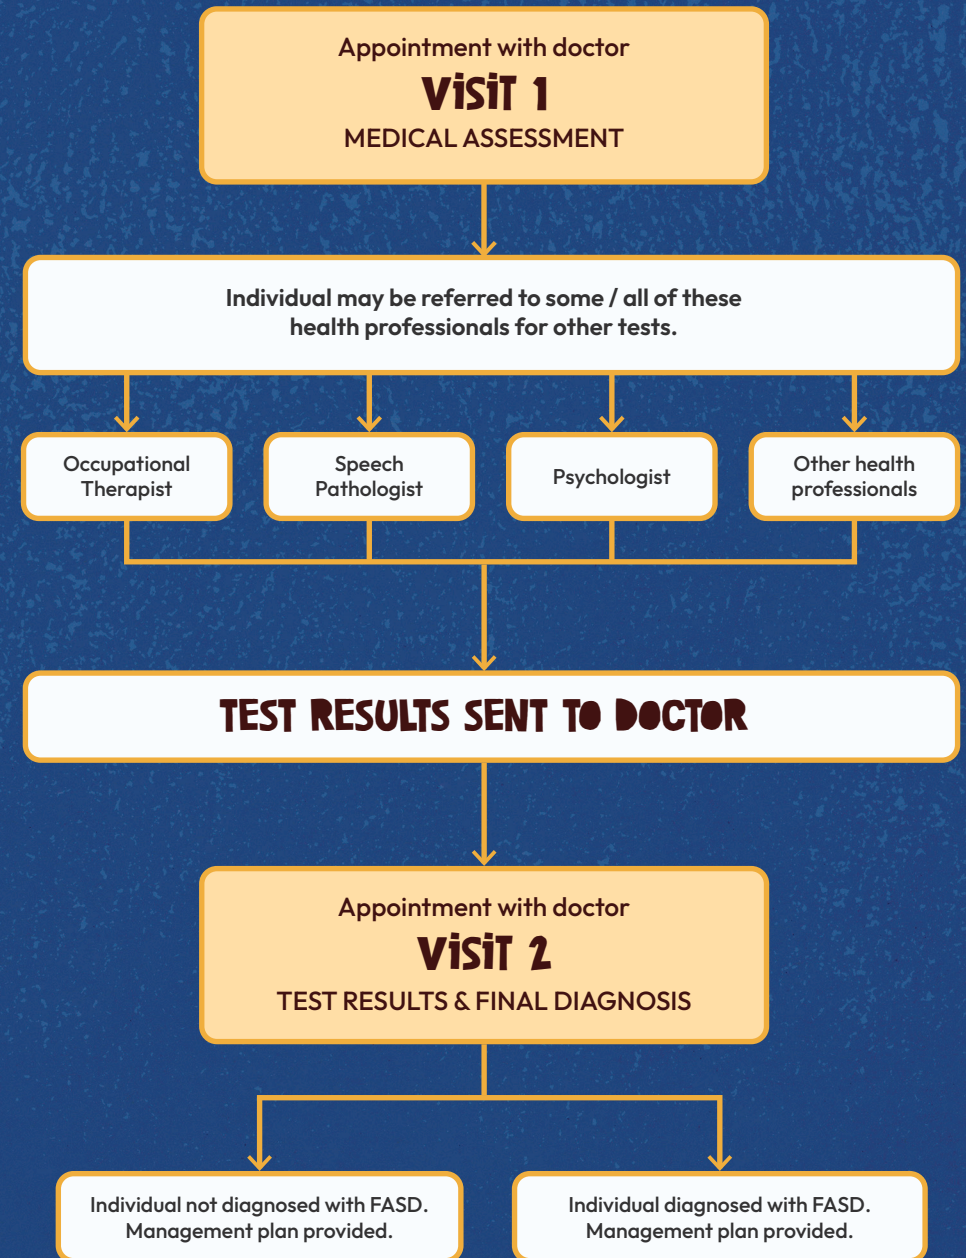 Appointment with doctor
ViSiT 1
MEDICAL ASSESSMENT
Individual may be referred to some / all of these
health professionals for other tests.
Occupational
Therapist
Speech
Pathologist
Psychologist
Other health
professionals
TEST RESULTS SENT TO DOCTOR
Appointment with doctor
ViSiT 2
TEST RESULTS & FINAL DIAGNOSIS
Individual not diagnosed with FASD.
Management plan provided.
Individual diagnosed with FASD.
Management plan provided.